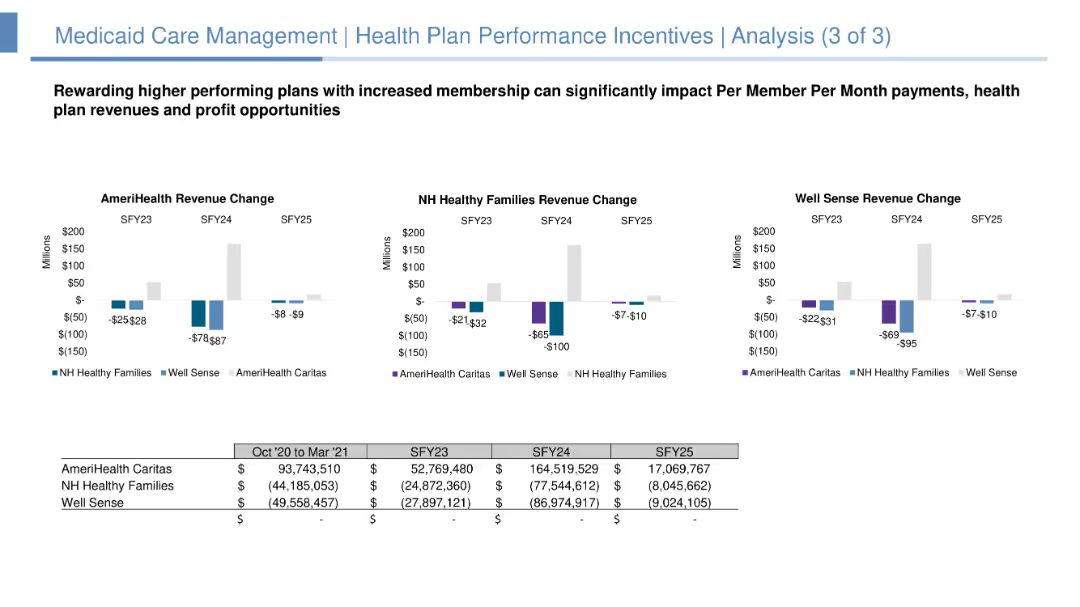 Medicaid Care Management | Health Plan Performance Incentives | Analysis (3 of 3)
Rewarding higher performing plans with increased membership can significantly impact Per Member Per Month payments, health
plan revenues and profit opportunities
AmeriHealth Revenue Change
SFY23 SFY24 SFY25
Millions
$200
$150
$100
$50
$-
$(50)
$(100)
$(150)
-$25 -$28
-$78 -$87
-$8 -$9
NH Healthy Families Well Sense AmeriHealth Caritas
NH Healthy Families Revenue Change
SFY23 SFY24 SFY25
Millions
$200
$150
$100
$50
$-
$(50)
$(100)
$(150)
-$21 -$32
-$65
-$100
-$7 -$10
AmeriHealth Caritas Well Sense NH Healthy Families
Well Sense Revenue Change
SFY23 SFY24 SFY25
Millions
$200
$150
$100
$50
$-
$(50)
$(100)
$(150)
-$22 -$31
-$69
-$95
-$7 -$10
AmeriHealth Caritas NH Healthy Families Well Sense
Oct '20 to Mar '21 SFY23 SFY24 SFY25
AmeriHealth Caritas $ 93,743,510 $ 52,769,480 $ 164,519,529 $ 17,069,767
NH Healthy Families $ (44,185,053) $ (24,872,360) $ (77,544,612) $ (8,045,662)
Well Sense $ (49,558,457) $ (27,897,121) $ (86,974,917) $ (9,024,105)
$ - $ - $ - $ -